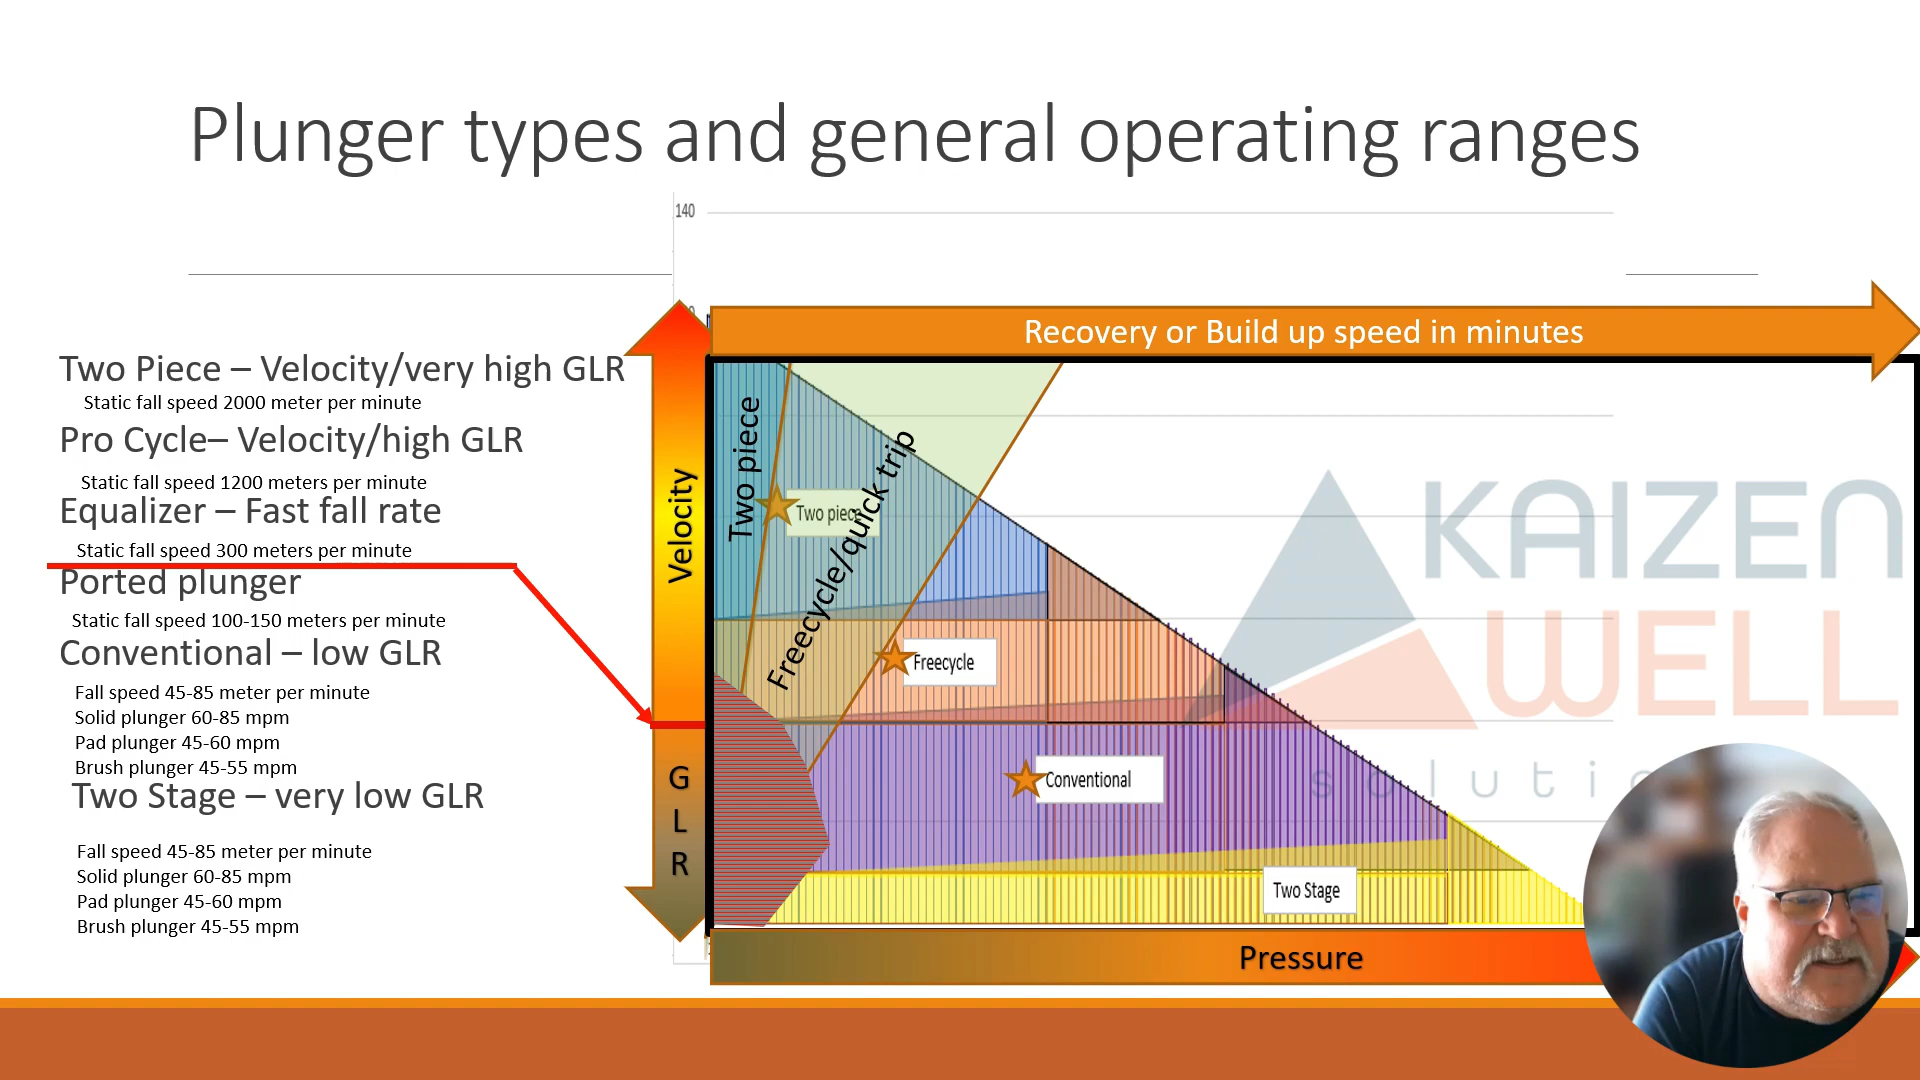 Plunger types and general operating ranges
140
Recovery or Build up speed in minutes
Two Piece – Velocity/very high GLR
Static fall speed 2000 meter per minute
Pro Cycle– Velocity/high GLR
Static fall speed 1200 meters per minute
Equalizer – Fast fall rate
Static fall speed 300 meters per minute
Ported plunger
Static fall speed 100-150 meters per minute
Conventional – low GLR
Fall speed 45-85 meter per minute
Solid plunger 60-85 mpm
Pad plunger 45-60 mpm
Brush plunger 45-55 mpm
Two Stage – very low GLR
Fall speed 45-85 meter per minute
Solid plunger 60-85 mpm
Pad plunger 45-60 mpm
Brush plunger 45-55 mpm
Velocity
G
L
R
Two piece
Freecycle/quick trip
Two piece
Freecycle
Conventional
Two Stage
KAIZEN
WELL
Pressure